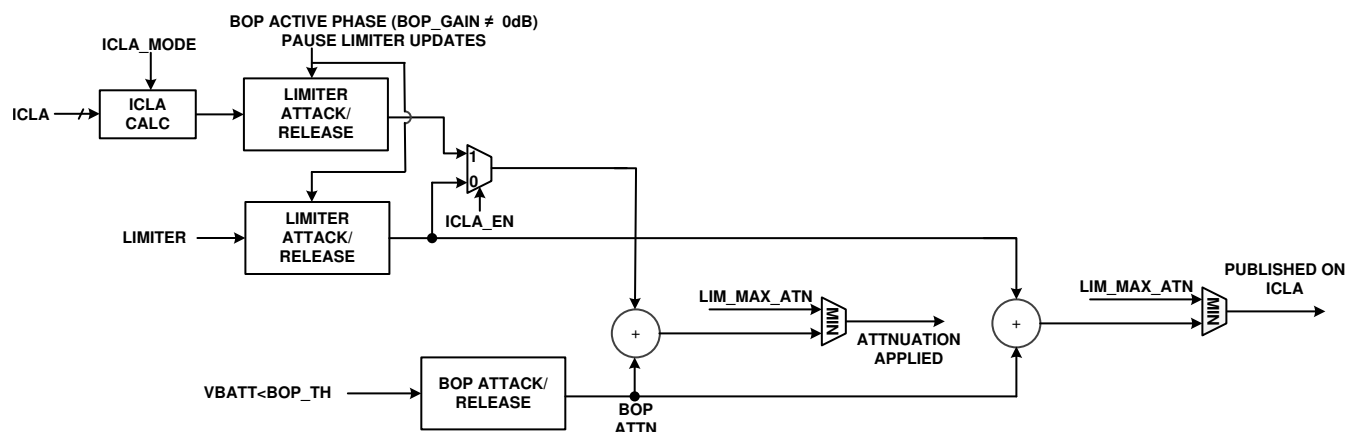 BOP ACTIVE PHASE (BOP_GAIN ≠ 0dB)
PAUSE LIMITER UPDATES
ICLA_MODE
ICLA
ICLA
CALC
LIMITER
ATTACK/
RELEASE
1
0
ICLA_EN
LIMITER
LIMITER
ATTACK/
RELEASE
LIM_MAX_ATN
MIN
ATTNUATION
APPLIED
+
LIM_MAX_ATN
MIN
PUBLISHED ON
ICLA
+
VBATT<BOP_TH
BOP ATTACK/
RELEASE
BOP
ATTN